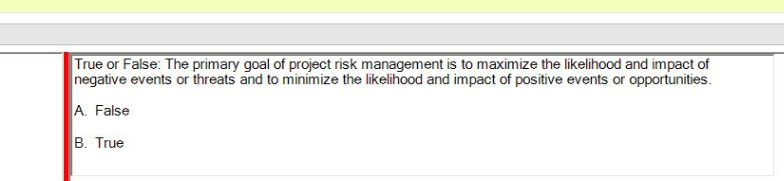 True or False: The primary goal of project risk management is to maximize the likelihood and impact of
negative events or threats and to minimize the likelihood and impact of positive events or opportunities.
A. False
B. True